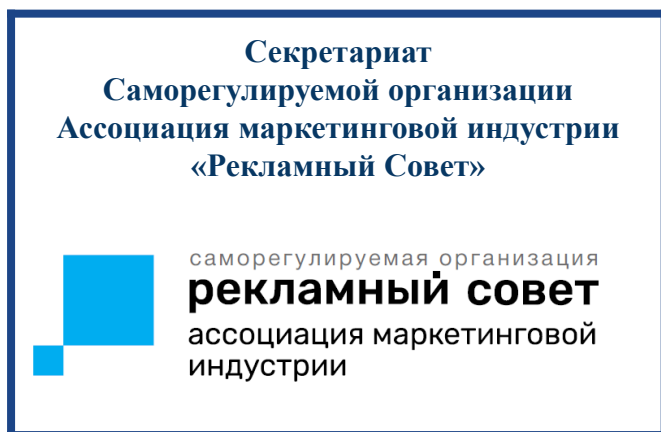 Секретариат
Саморегулируемой организации
Ассоциация маркетинговой индустрии
«Рекламный Совет»
саморегулируемая организация
рекламный совет
ассоциация маркетинговой
индустрии